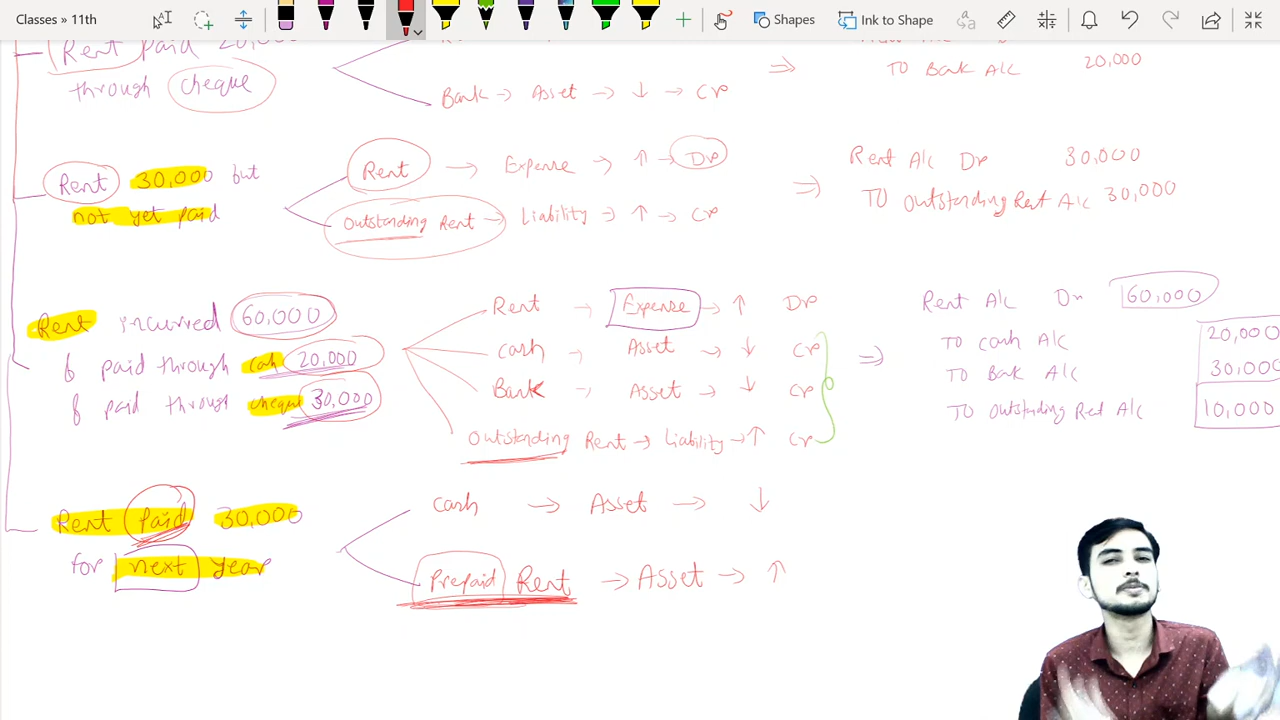 Classes » 11th
Shapes
Ink to Shape
Rent Paid 20,000
through cheque
Bank → Asset → ↓ → Cr
⇒
To Bank A/c 20,000
Rent 30,000 but
not yet paid
Rent → Expense → ↑ → Dr
Outstanding Rent → Liability → ↑ → Cr
⇒
Rent A/c Dr 30,000
To Outstanding Rent A/c 30,000
Rent incurred 60,000
& paid through cash 20,000
& paid through cheque 30,000
Rent → Expense → ↑ Dr
Cash → Asset → ↓ Cr
Bank → Asset → ↓ Cr
Outstanding Rent → Liability → ↑ Cr
⇒
Rent A/c Dr 60,000
To Cash A/c 20,000
To Bank A/c 30,000
To Outstanding Rent A/c 10,000
Rent Paid 30,000
for next year
Cash → Asset → ↓
Prepaid Rent → Asset → ↑